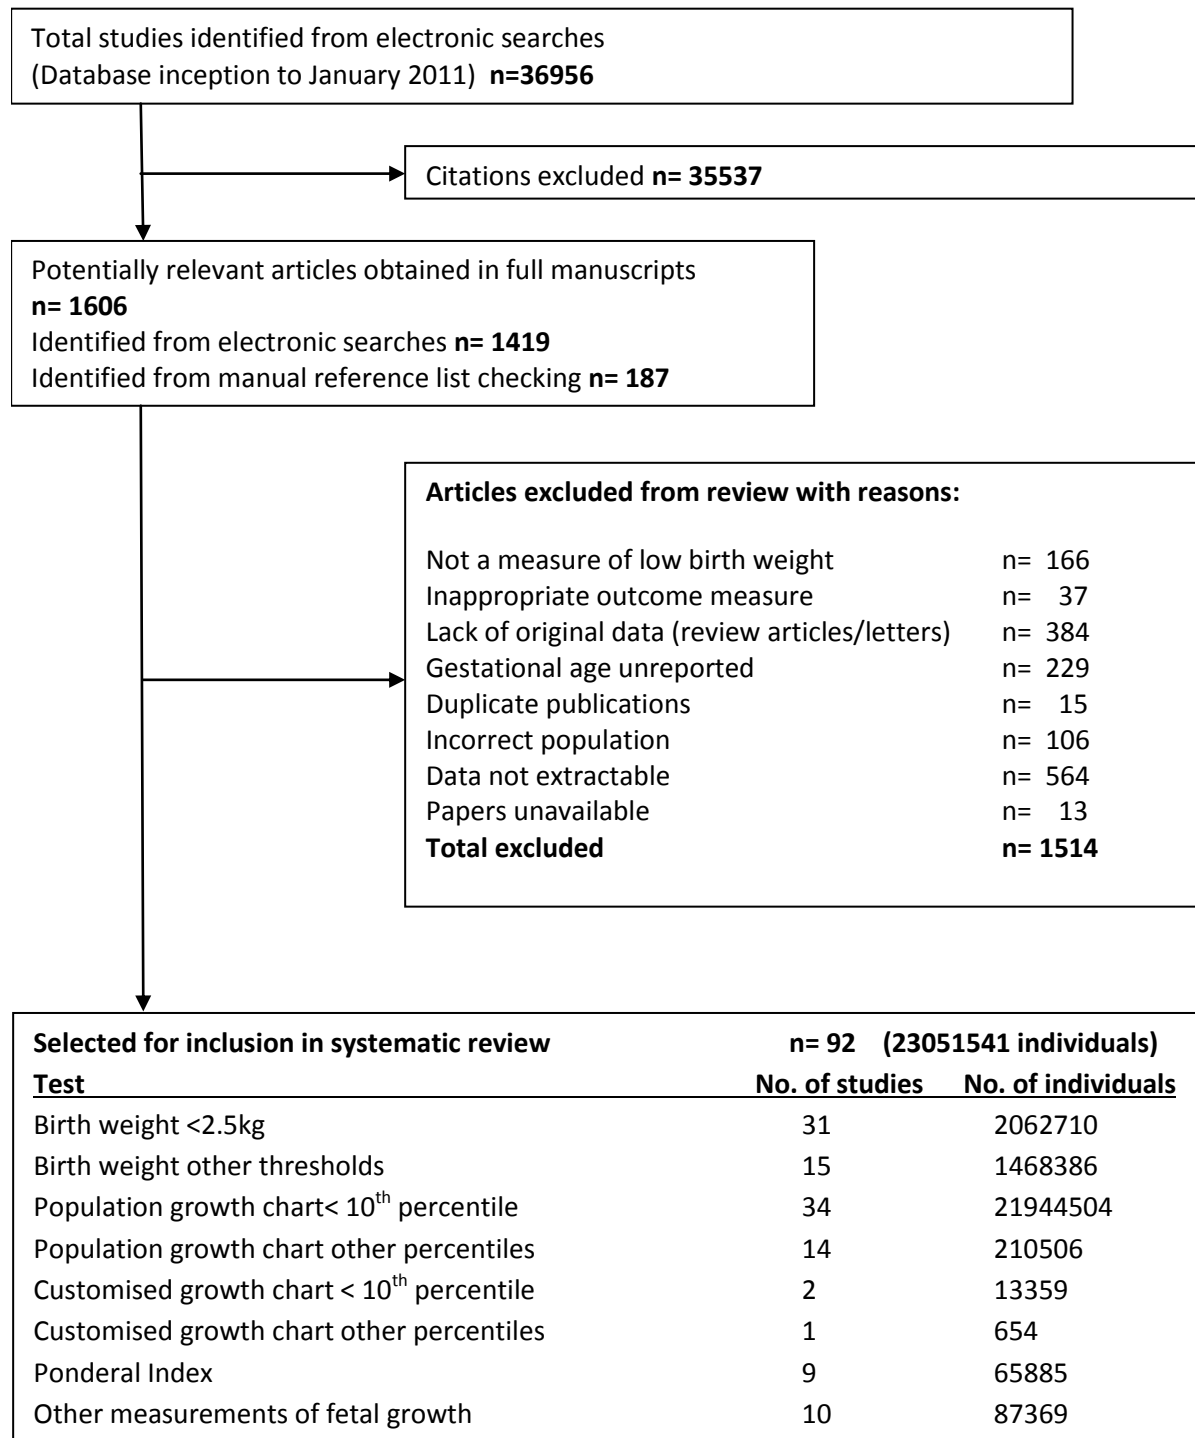 Total studies identified from electronic searches
(Database inception to January 2011) n=36956
Citations excluded n= 35537
Potentially relevant articles obtained in full manuscripts
n= 1606
Identified from electronic searches n= 1419
Identified from manual reference list checking n= 187
Articles excluded from review with reasons:
Not a measure of low birth weight n= 166
Inappropriate outcome measure n= 37
Lack of original data (review articles/letters) n= 384
Gestational age unreported n= 229
Duplicate publications n= 15
Incorrect population n= 106
Data not extractable n= 564
Papers unavailable n= 13
Total excluded n= 1514
Selected for inclusion in systematic review n= 92 (23051541 individuals)
Test No. of studies No. of individuals
Birth weight <2.5kg 31 2062710
Birth weight other thresholds 15 1468386
Population growth chart< 10th percentile 34 21944504
Population growth chart other percentiles 14 210506
Customised growth chart < 10th percentile 2 13359
Customised growth chart other percentiles 1 654
Ponderal Index 9 65885
Other measurements of fetal growth 10 87369